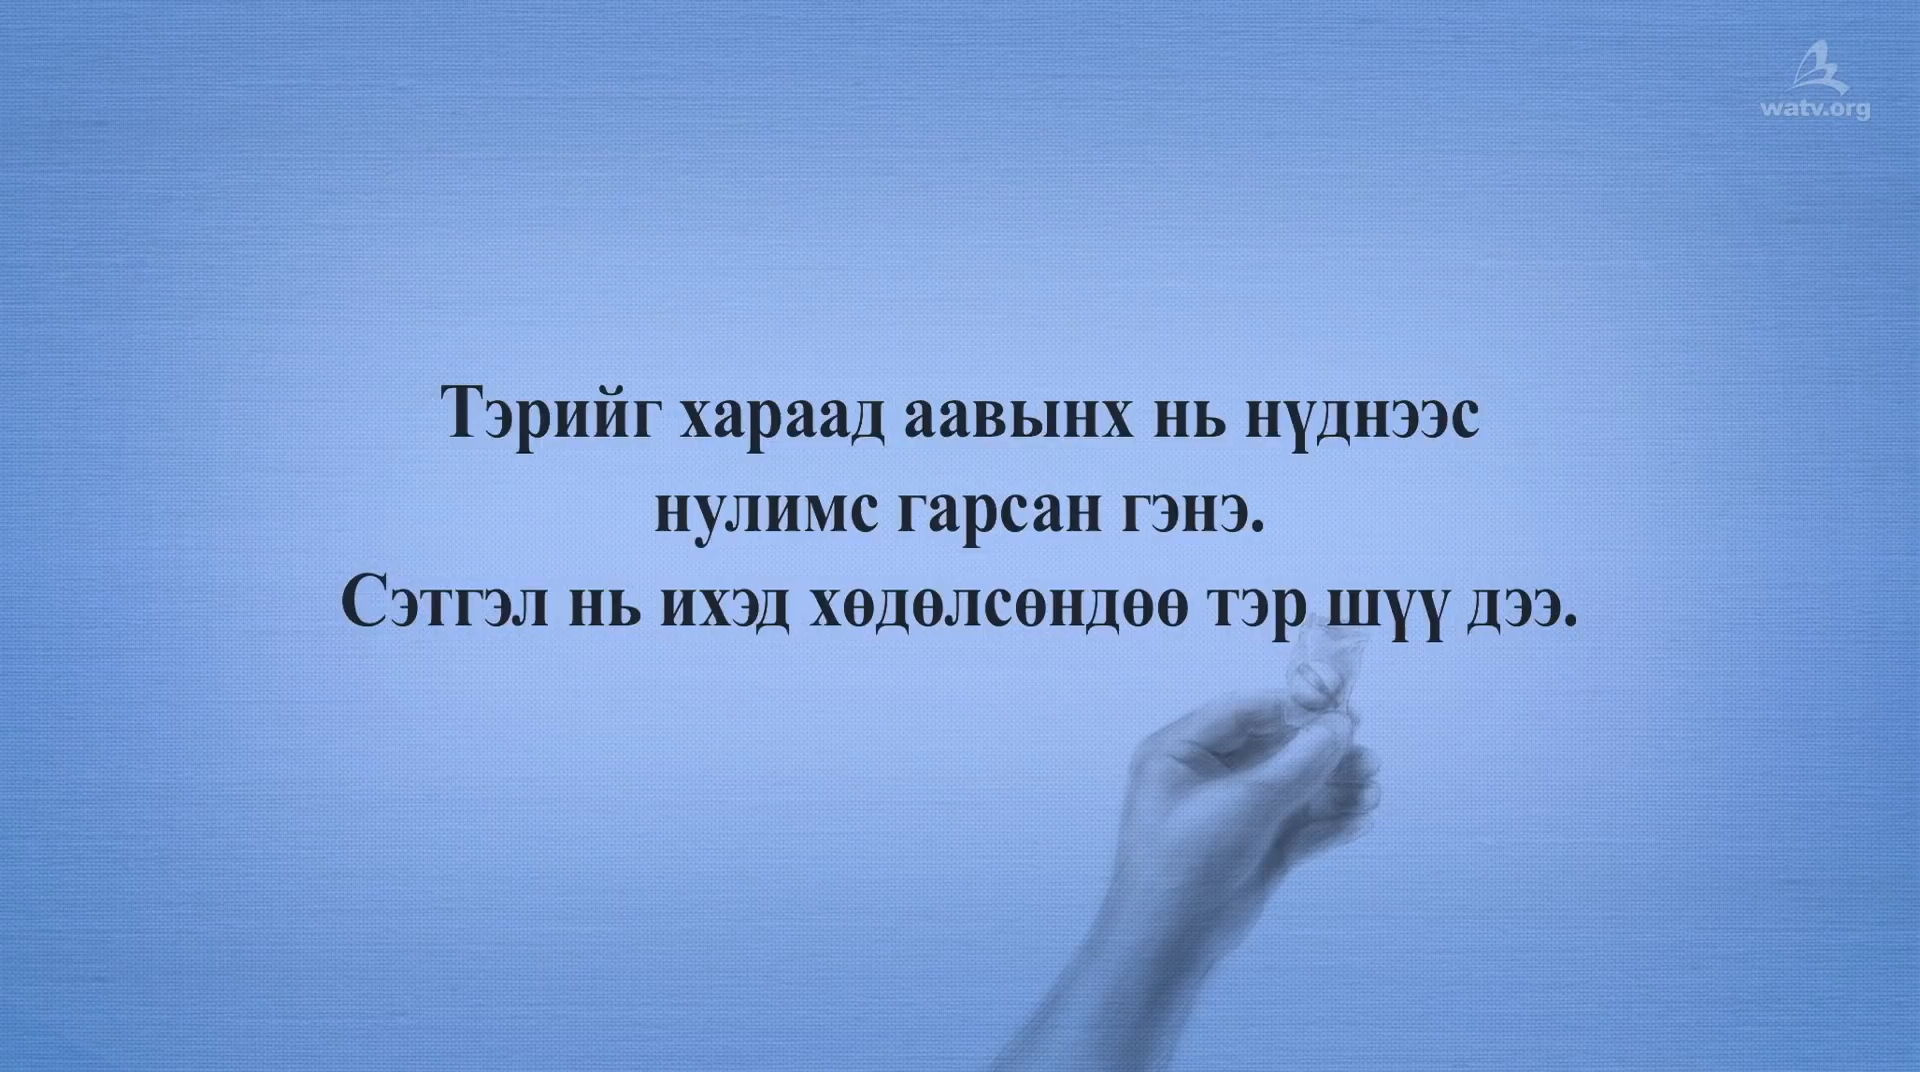 watv.org
Тэрийг хараад аавынх нь нүднээс
нулимс гарсан гэнэ.
Сэтгэл нь ихэд хөдөлсөндөө тэр шүү дээ.